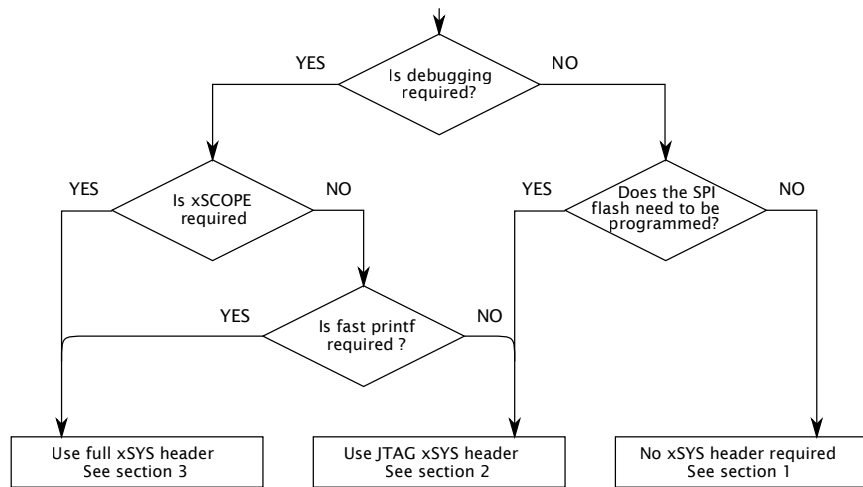 YES
NO
Is debugging
required?
YES
NO
YES
NO
Is xSCOPE
required
Does the SPI
flash need to be
programmed?
YES
NO
Is fast printf
required ?
Use full xSYS header
See section 3
Use JTAG xSYS header
See section 2
No xSYS header required
See section 1